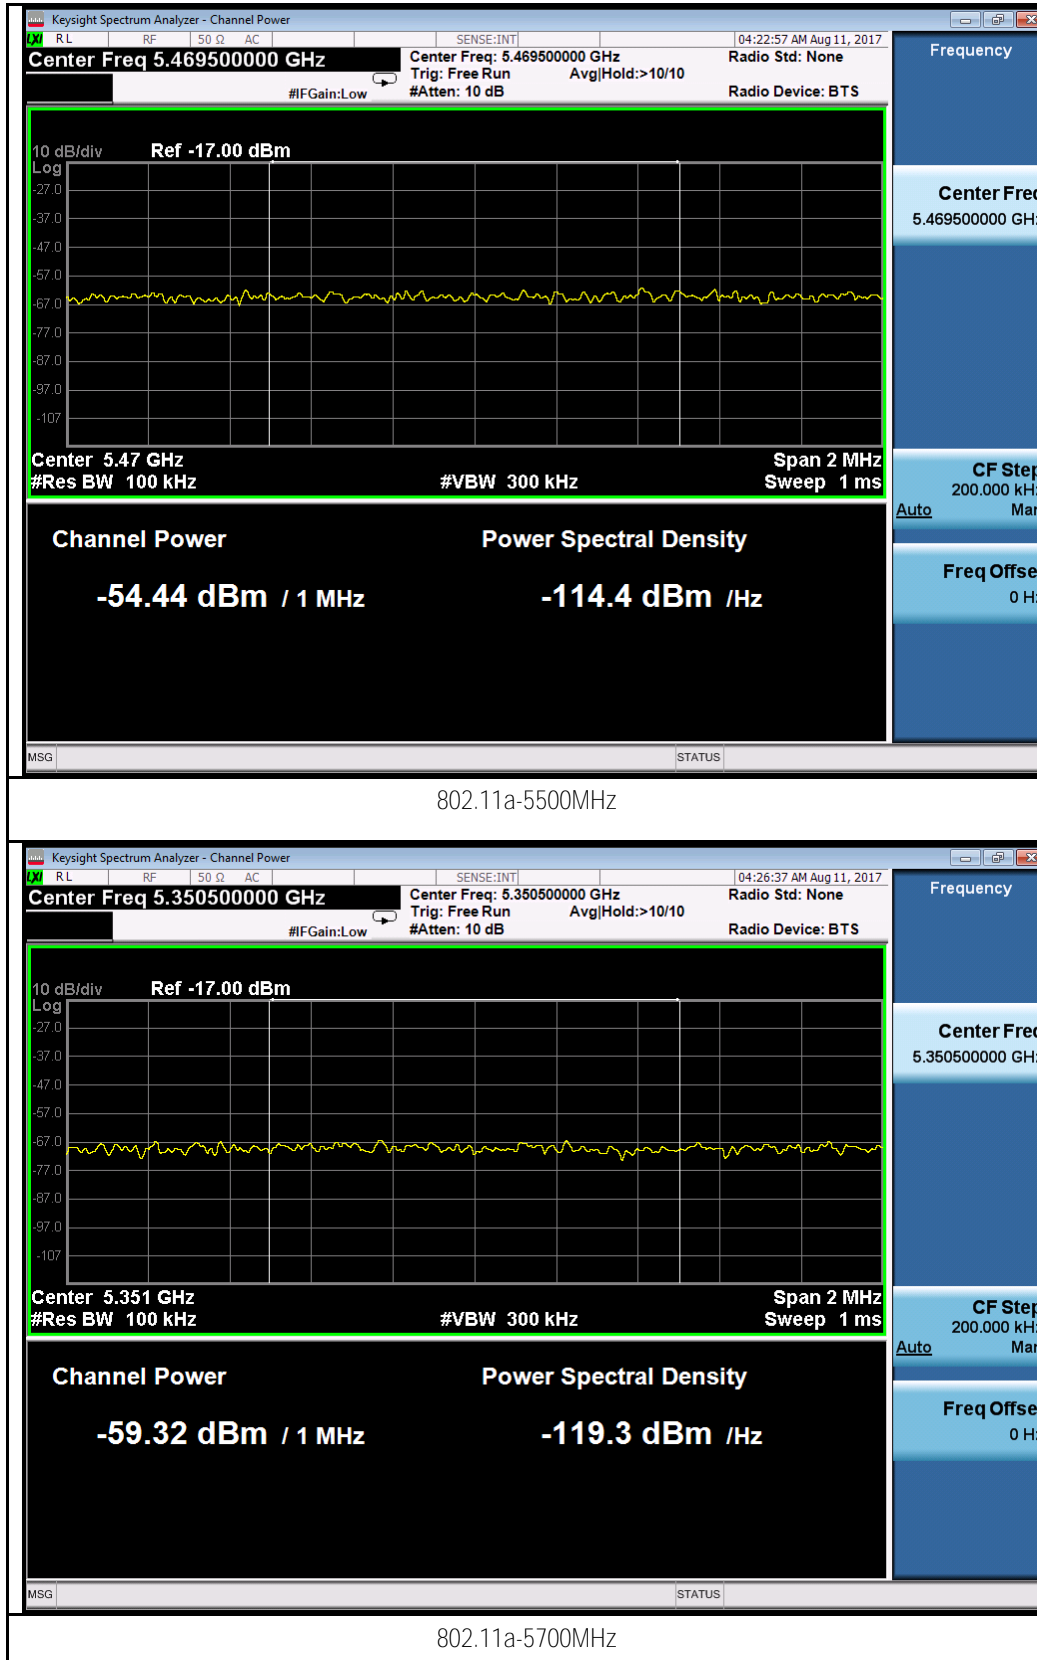 Keysight Spectrum Analyzer - Channel Power
LXI RL RF 50 Ω AC SENSE:INT 04:22:57 AM Aug 11, 2017
Center Freq 5.469500000 GHz
Center Freq: 5.469500000 GHz
Radio Std: None
Trig: Free Run Avg|Hold:>10/10
#IFGain:Low
#Atten: 10 dB
Radio Device: BTS
Frequency
10 dB/div Ref -17.00 dBm
Log
-27.0
-37.0
-47.0
-57.0
-67.0
-77.0
-87.0
-97.0
-107
Center 5.47 GHz Span 2 MHz
#Res BW 100 kHz #VBW 300 kHz Sweep 1 ms
Center Freq
5.469500000 GHz
CF Step
200.000 kHz
Auto Man
Freq Offset
0 Hz
Channel Power Power Spectral Density
-54.44 dBm / 1 MHz -114.4 dBm /Hz
MSG STATUS
802.11a-5500MHz
Keysight Spectrum Analyzer - Channel Power
LXI RL RF 50 Ω AC SENSE:INT 04:26:37 AM Aug 11, 2017
Center Freq 5.350500000 GHz
Center Freq: 5.350500000 GHz
Radio Std: None
Trig: Free Run Avg|Hold:>10/10
#IFGain:Low
#Atten: 10 dB
Radio Device: BTS
Frequency
10 dB/div Ref -17.00 dBm
Log
-27.0
-37.0
-47.0
-57.0
-67.0
-77.0
-87.0
-97.0
-107
Center 5.351 GHz Span 2 MHz
#Res BW 100 kHz #VBW 300 kHz Sweep 1 ms
Center Freq
5.350500000 GHz
CF Step
200.000 kHz
Auto Man
Freq Offset
0 Hz
Channel Power Power Spectral Density
-59.32 dBm / 1 MHz -119.3 dBm /Hz
MSG STATUS
802.11a-5700MHz